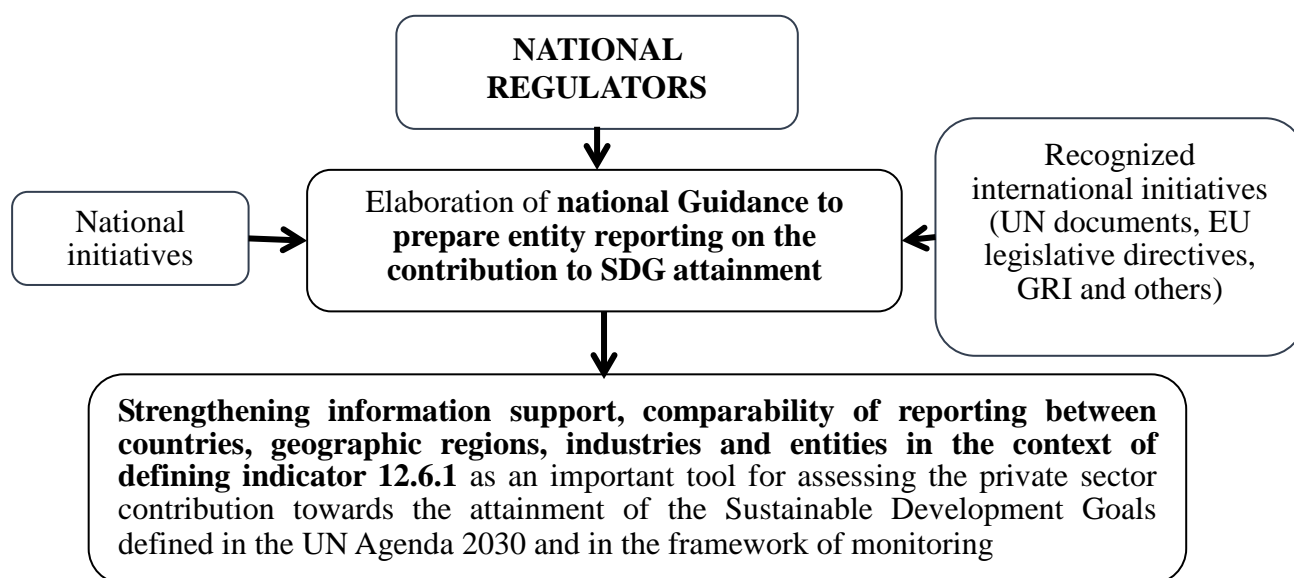 NATIONAL
REGULATORS
National
initiatives
Elaboration of national Guidance to
prepare entity reporting on the
contribution to SDG attainment
Recognized
international initiatives
(UN documents, EU
legislative directives,
GRI and others)
Strengthening information support, comparability of reporting between
countries, geographic regions, industries and entities in the context of
defining indicator 12.6.1 as an important tool for assessing the private sector
contribution towards the attainment of the Sustainable Development Goals
defined in the UN Agenda 2030 and in the framework of monitoring